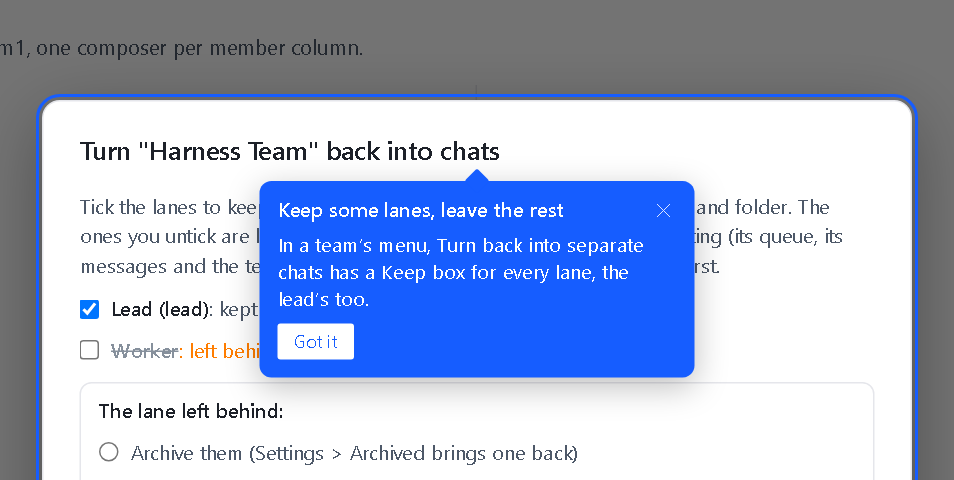 m1, one composer per member column.
Turn "Harness Team" back into chats
Tick the lanes to keep and folder. The
ones you untick are ting (its queue, its
messages and the rst.
Keep some lanes, leave the rest
In a team's menu, Turn back into separate
chats has a Keep box for every lane, the
lead's too.
Got it
Lead (lead): kept
Worker: left behi
The lane left behind:
Archive them (Settings > Archived brings one back)